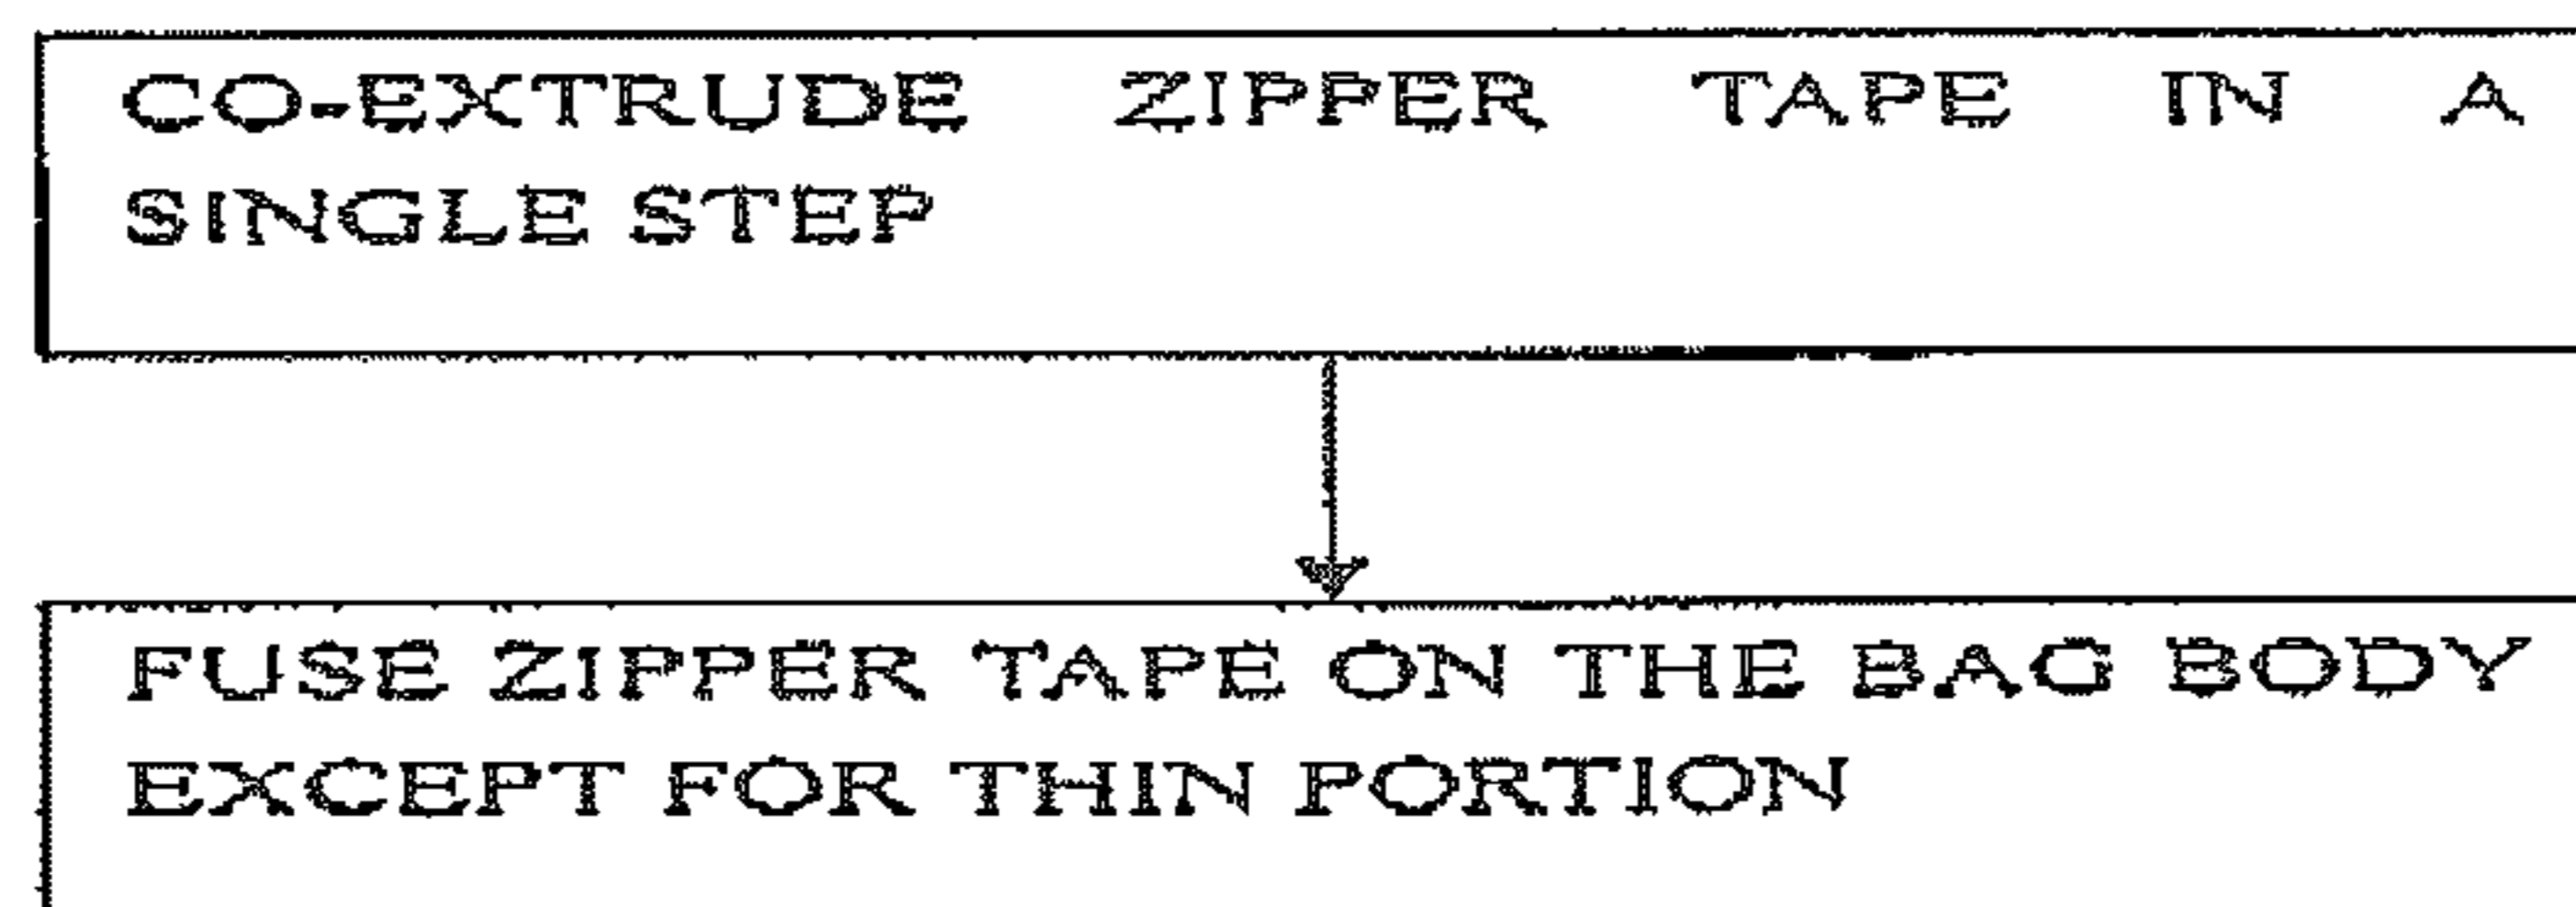 CO-EXTRUDE ZIPPER TAPE IN A
SINGLE STEP
FUSE ZIPPER TAPE ON THE BAG BODY
EXCEPT FOR THIN PORTION